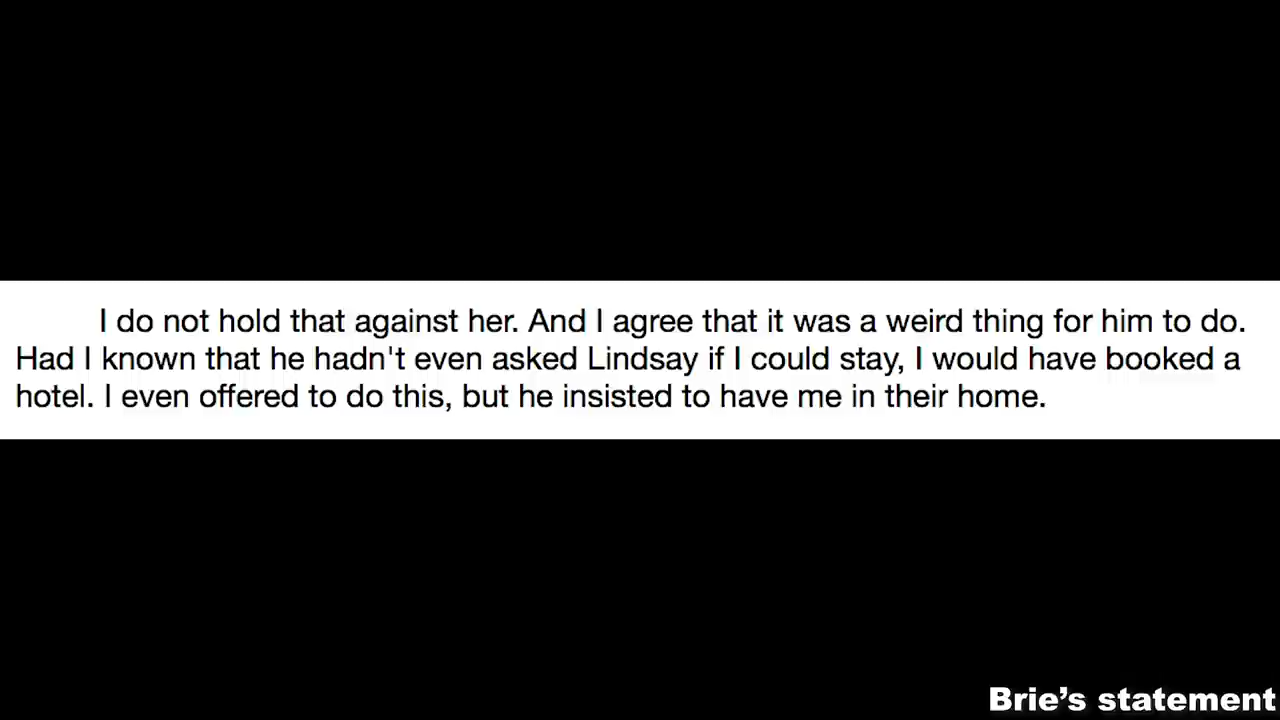 I do not hold that against her. And I agree that it was a weird thing for him to do.
Had I known that he hadn't even asked Lindsay if I could stay, I would have booked a
hotel. I even offered to do this, but he insisted to have me in their home.
Brie’s statement